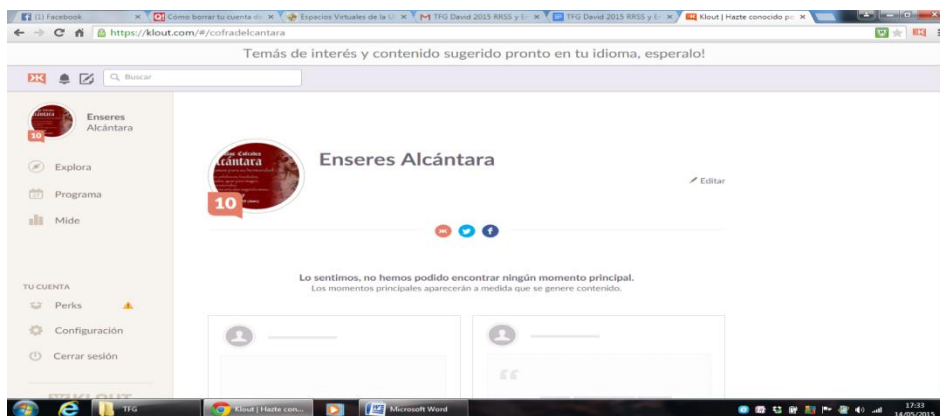 (1) Facebook
Cómo borrar tu cuenta de
Espacios Virtuales de la U
TFG David 2015 RRSS y E
TFG David 2015 RRSS y E
Klout | Hazte conocido po
https://klout.com/#/cofradelcantara
Temás de interés y contenido sugerido pronto en tu idioma, esperalo!
Buscar
Enseres
Alcántara
10
Explora
Programa
Mide
TU CUENTA
Perks
Configuración
Cerrar sesión
Alcántara
10
Enseres Alcántara
Editar
Lo sentimos, no hemos podido encontrar ningún momento principal.
Los momentos principales aparecerán a medida que se genere contenido.
TFG
Klout | Hazte con...
Microsoft Word
17:33
14/05/2015